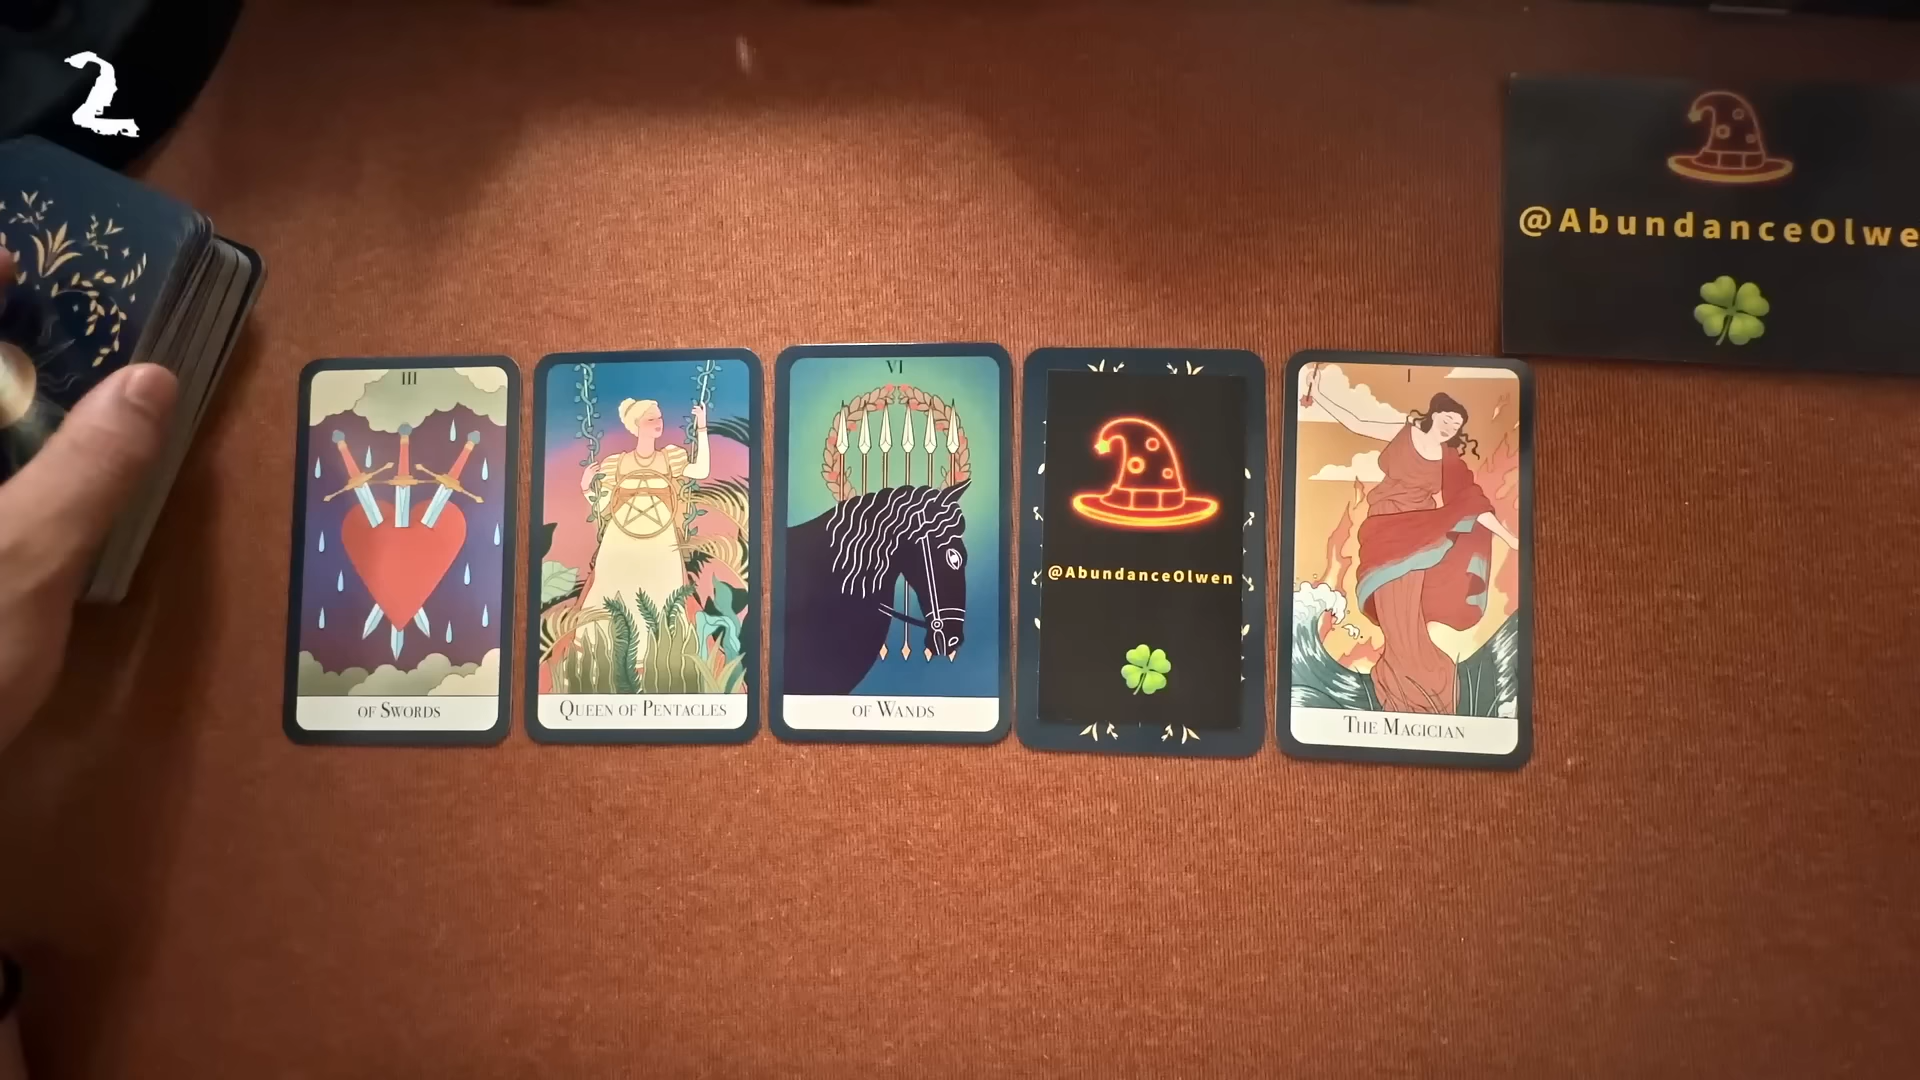 2
@AbundanceOlwe
III
OF SWORDS
QUEEN OF PENTACLES
VI
OF WANDS
@AbundanceOlwen
I
THE MAGICIAN